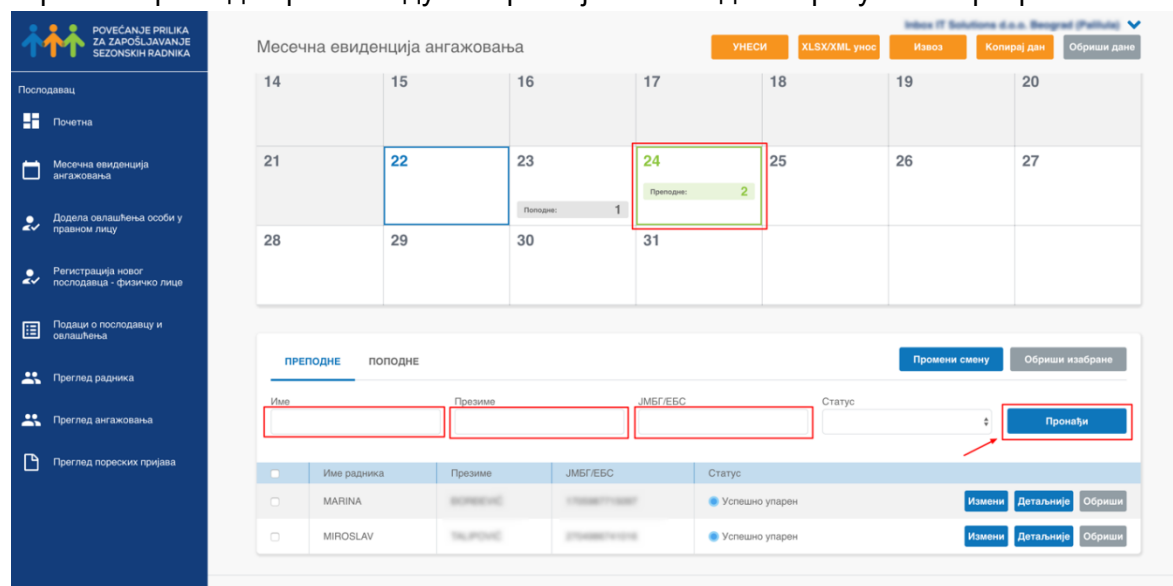 POVEĆANJE PRILIKA
ZA ZAPOŠLJAVANJE
SEZONSKIH RADNIKA
Послодавац
Почетна
Месечна евиденција
ангажовања
Додела овлашћења особи у
правном лицу
Регистрација новог
послодавца - физичко лице
Подаци о послодавцу и
овлашћења
Преглед радника
Преглед ангажовања
Преглед пореских пријава
Месечна евиденција ангажовања
УНЕСИ XLSX/XML унос Извоз Копирај дан Обриши дане
14 15 16 17 18 19 20
21 22 23 24 25 26 27
Поподне: 1 Преподне: 2
28 29 30 31
ПРЕПОДНЕ ПОПОДНЕ Промени смену Обриши изабране
Име Презиме ЈМБГ/ЕБС Статус
Пронађи
Име радника Презиме ЈМБГ/ЕБС Статус
MARINA Успешно упарен Измени Детаљније Обриши
MIROSLAV Успешно упарен Измени Детаљније Обриши